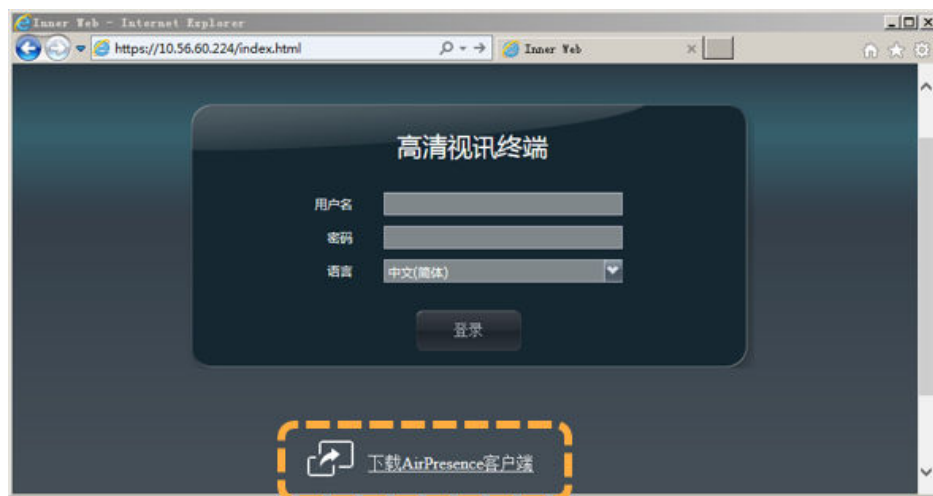 Inner Web - Internet Explorer
https://10.56.60.224/index.html
Inner Web
高清视讯终端
用户名
密码
语言
中文(简体)
登录
下载AirPresence客户端